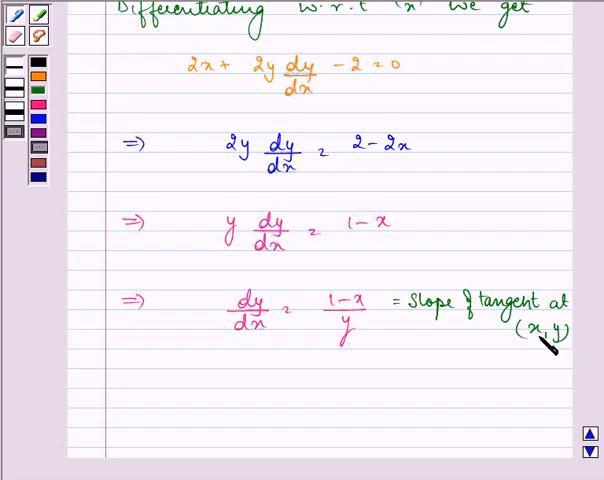 Differentiating w.r.t 'x' we get
2x + 2y dy/dx - 2 = 0
⇒ 2y dy/dx = 2 - 2x
⇒ y dy/dx = 1-x
⇒ dy/dx = 1-x/y = Slope of tangent at
(x, y)